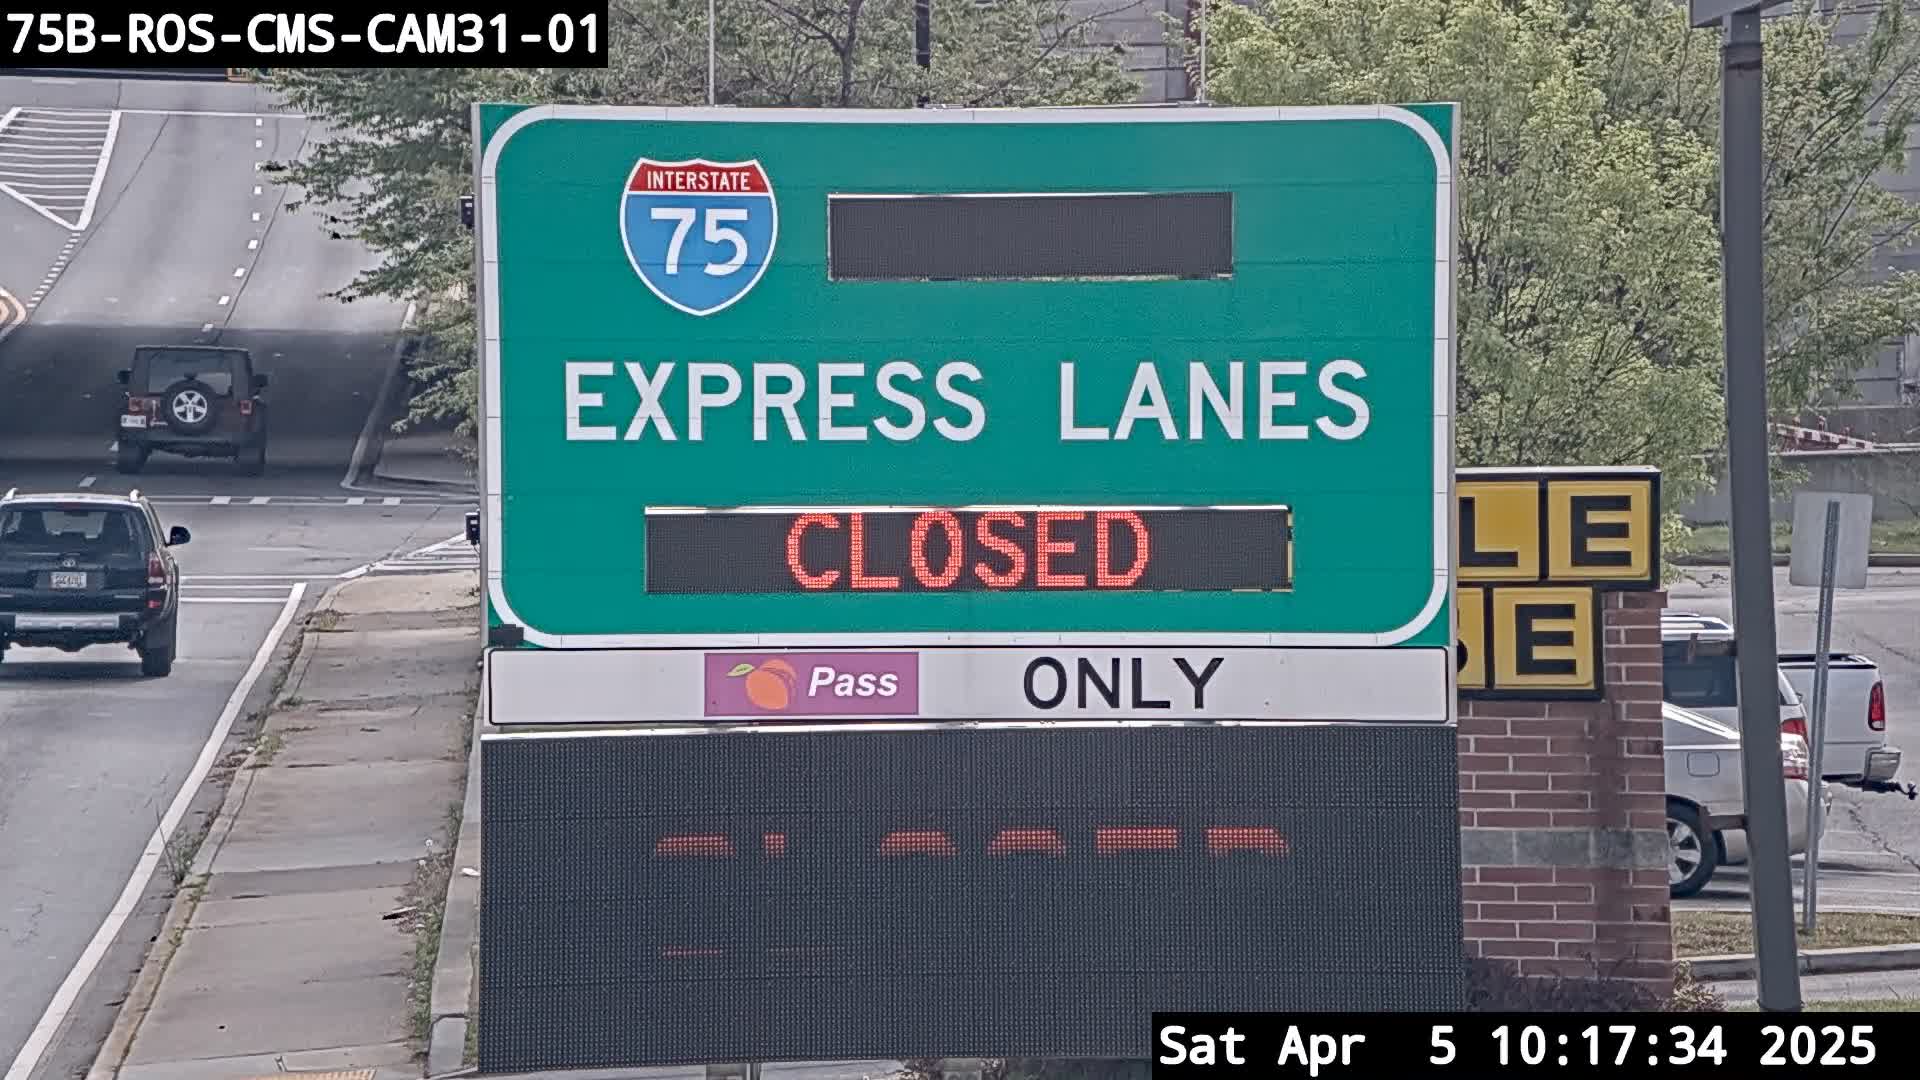 75B-ROS-CMS-CAM31-01
INTERSTATE
75
EXPRESS LANES
CLOSED
Pass ONLY
LE
E
Sat Apr 5 10:17:34 2025